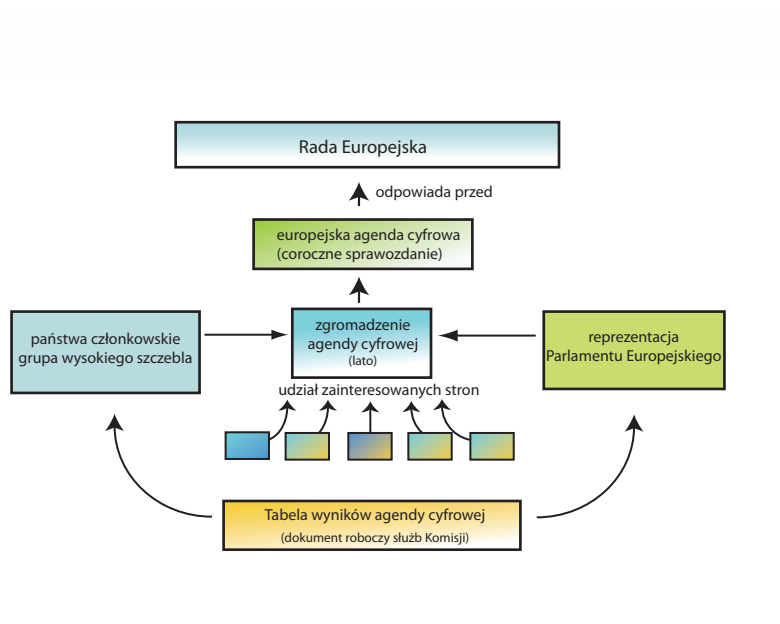 Rada Europejska
odpowiada przed
europejska agenda cyfrowa
(coroczne sprawozdanie)
państwa członkowskie
grupa wysokiego szczebla
zgromadzenie
agendy cyfrowej
(lato)
reprezentacja
Parlamentu Europejskiego
udział zainteresowanych stron
Tabela wyników agendy cyfrowej
(dokument roboczy służb Komisji)